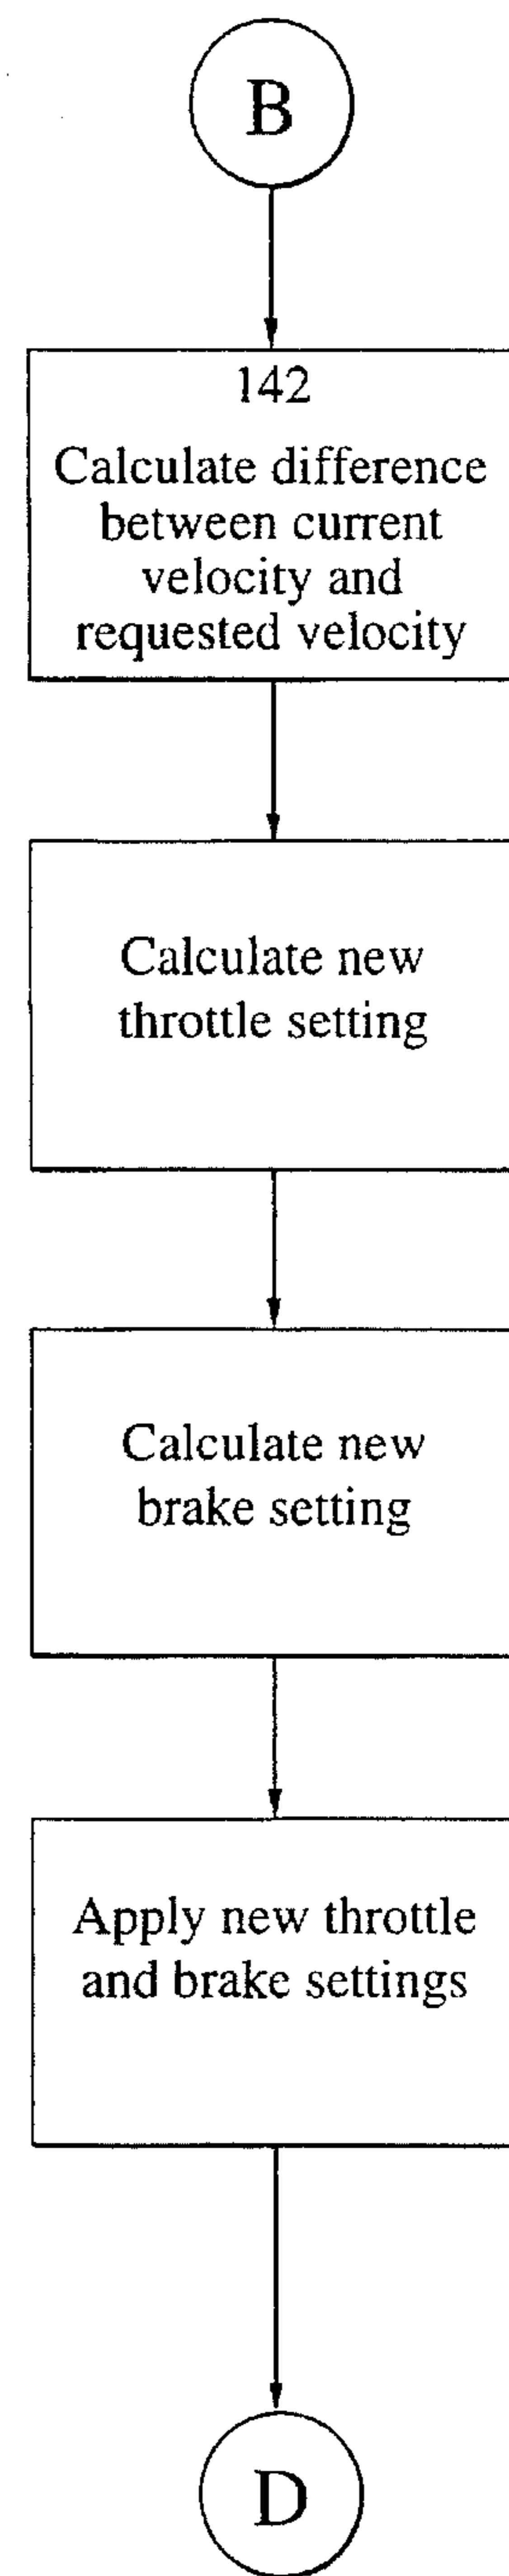 B
142
Calculate difference
between current
velocity and
requested velocity
Calculate new
throttle setting
Calculate new
brake setting
Apply new throttle
and brake settings
D